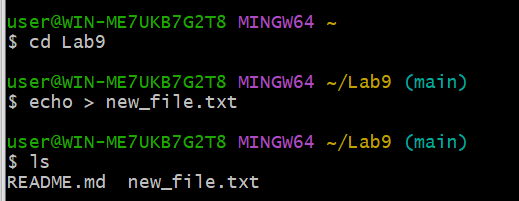 user@WIN-ME7UKB7G2T8 MINGW64 ~
$ cd Lab9
user@WIN-ME7UKB7G2T8 MINGW64 ~/Lab9 (main)
$ echo > new_file.txt
user@WIN-ME7UKB7G2T8 MINGW64 ~/Lab9 (main)
$ ls
README.md  new_file.txt